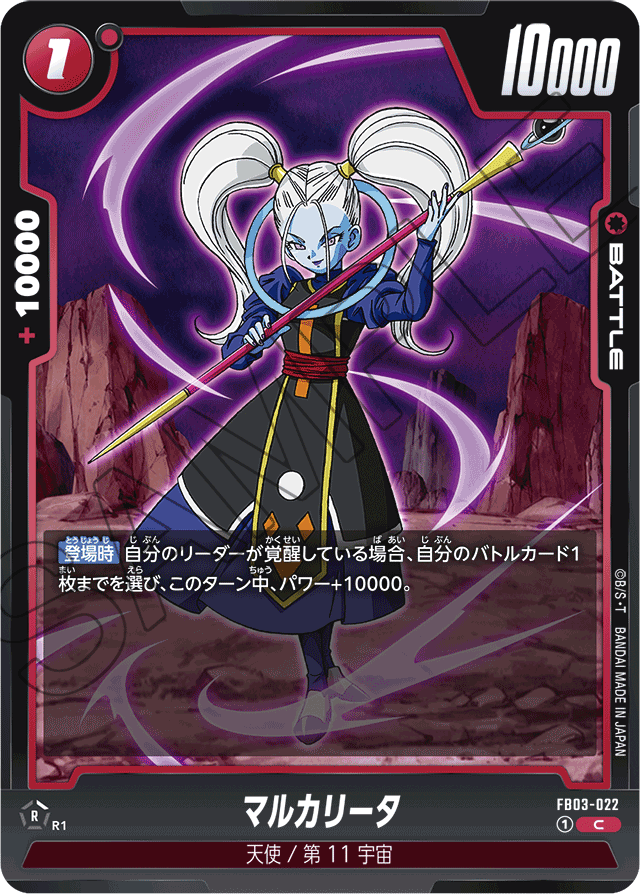 1
10000
+10000
BATTLE
SAMPLE
登場時 自分のリーダーが覚醒している場合、自分のバトルカード1
枚までを選び、このターン中、パワー+10000。
©B/S・T BANDAI MADE IN JAPAN
マルカリータ
FB03-022
R R1
① C
天使 / 第 11 宇宙